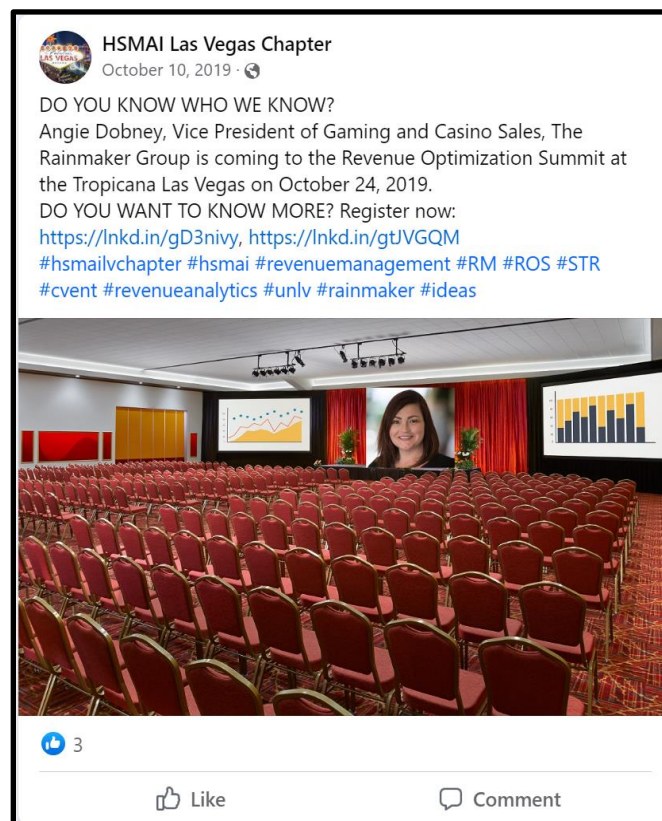 HSMAI Las Vegas Chapter
October 10, 2019 ·
DO YOU KNOW WHO WE KNOW?
Angie Dobney, Vice President of Gaming and Casino Sales, The
Rainmaker Group is coming to the Revenue Optimization Summit at
the Tropicana Las Vegas on October 24, 2019.
DO YOU WANT TO KNOW MORE? Register now:
https://lnkd.in/gD3nivy, https://lnkd.in/gtJVGQM
#hsmailvchapter #hsmai #revenuemanagement #RM #ROS #STR
#cvent #revenueanalytics #unlv #rainmaker #ideas
3
Like
Comment